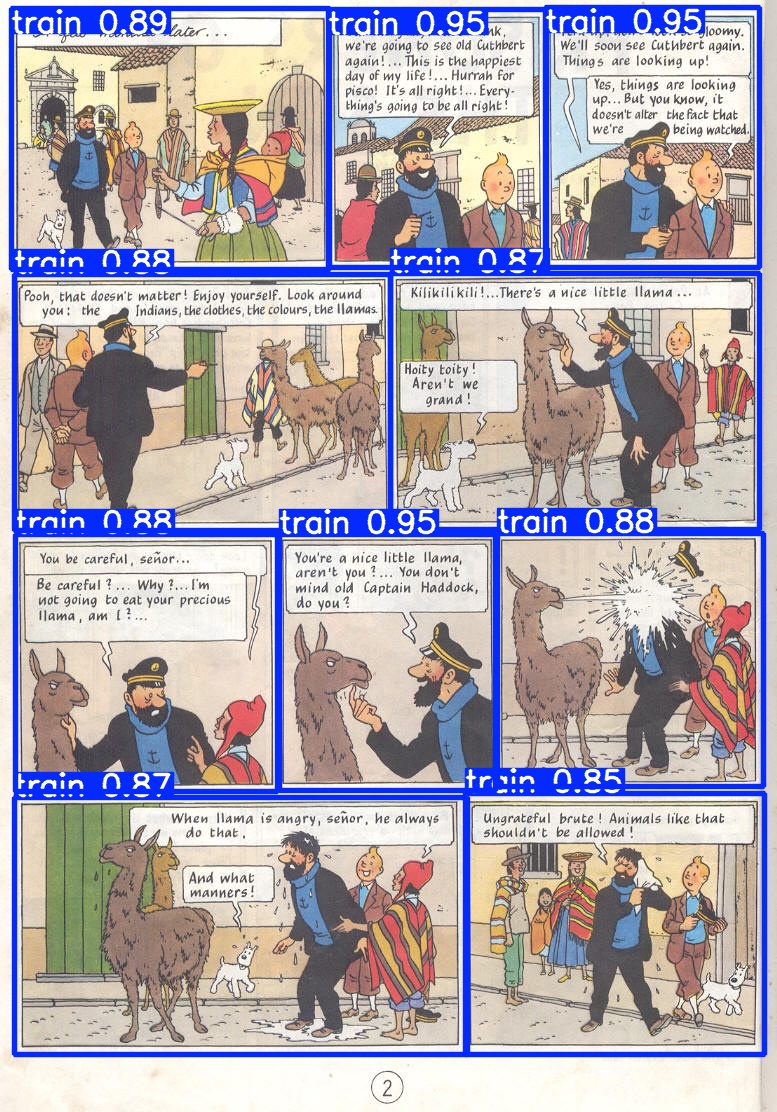 train 0.89
later...
train 0.95
we're going to see old Cuthbert
again!... This is the happiest
day of my life!... Hurrah for
pisco! It's all right!... Every-
thing's going to be all right!
train 0.95
gloomy.
We'll soon see Cuthbert again.
Things are looking up!
Yes, things are looking
up... But you know, it
doesn't alter the fact that
we're being watched.
train 0.88
Pooh, that doesn't matter! Enjoy yourself. Look around
you: the Indians, the clothes, the colours, the llamas.
train 0.87
Kilikilikili!...There's a nice little llama...
Hoity toity!
Aren't we
grand!
train 0.88
You be careful, señor...
Be careful?... Why?... I'm
not going to eat your precious
llama, am I?...
train 0.95
You're a nice little llama,
aren't you?... You don't
mind old Captain Haddock,
do you?
train 0.88
train 0.87
When llama is angry, señor, he always
do that.
And what
manners!
train 0.85
Ungrateful brute! Animals like that
shouldn't be allowed!
2